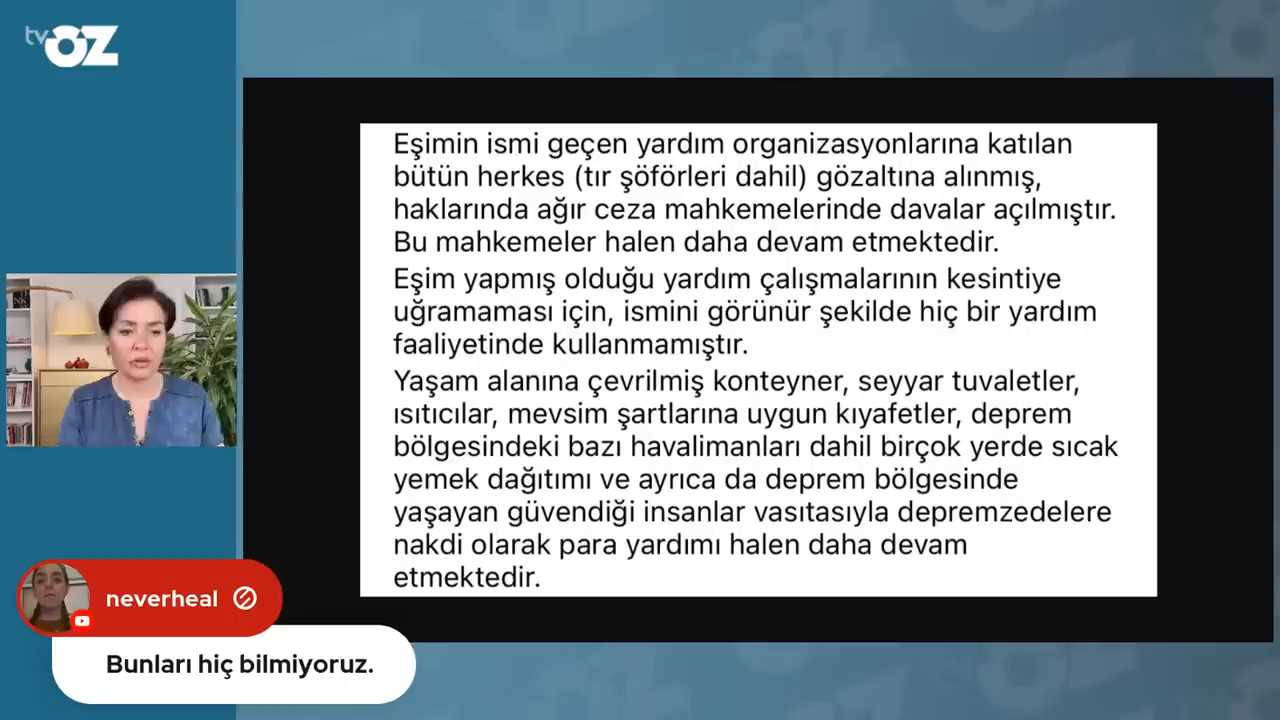 tv ÖZ
Eşimin ismi geçen yardım organizasyonlarına katılan
bütün herkes (tır şöförleri dahil) gözaltına alınmış,
haklarında ağır ceza mahkemelerinde davalar açılmıştır.
Bu mahkemeler halen daha devam etmektedir.
Eşim yapmış olduğu yardım çalışmalarının kesintiye
uğramaması için, ismini görünür şekilde hiç bir yardım
faaliyetinde kullanmamıştır.
Yaşam alanına çevrilmiş konteyner, seyyar tuvaletler,
ısıtıcılar, mevsim şartlarına uygun kıyafetler, deprem
bölgesindeki bazı havalimanları dahil birçok yerde sıcak
yemek dağıtımı ve ayrıca da deprem bölgesinde
yaşayan güvendiği insanlar vasıtasıyla depremzedelere
nakdi olarak para yardımı halen daha devam
etmektedir.
neverheal
Bunları hiç bilmiyoruz.